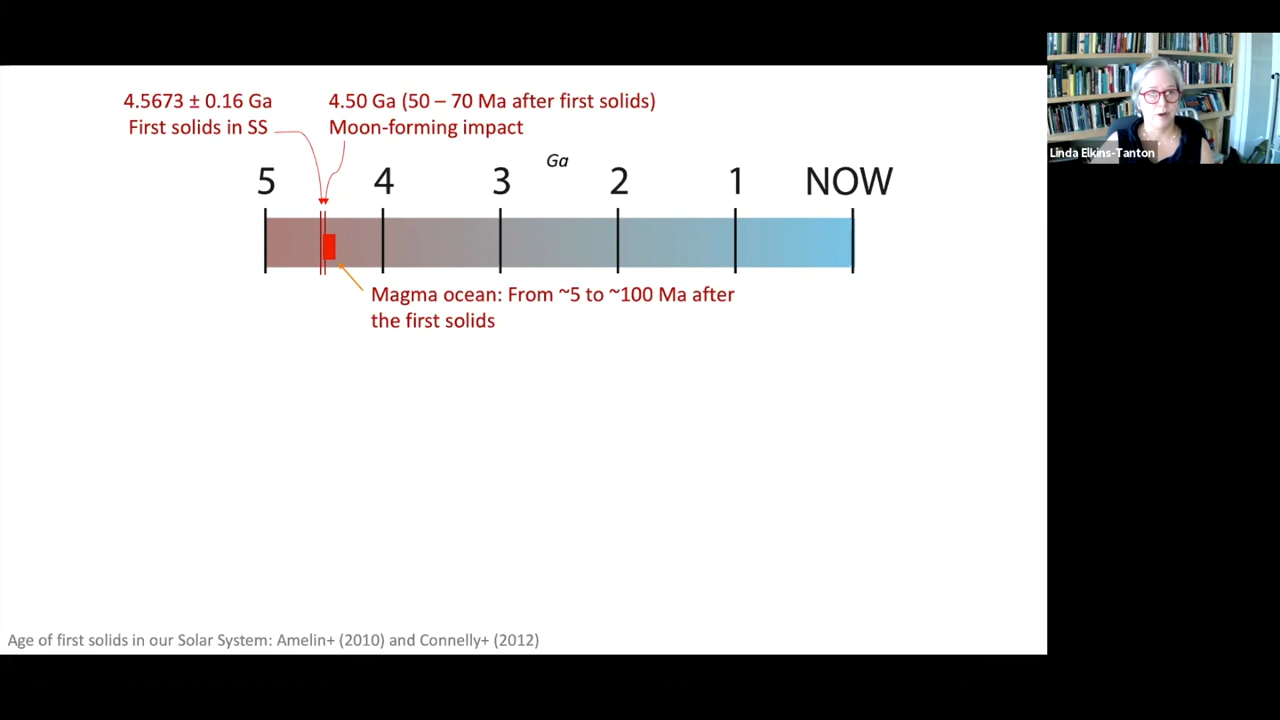 4.5673 ± 0.16 Ga
First solids in SS
4.50 Ga (50 – 70 Ma after first solids)
Moon-forming impact
Ga
5 4 3 2 1 NOW
Magma ocean: From ~5 to ~100 Ma after
the first solids
Age of first solids in our Solar System: Amelin+ (2010) and Connelly+ (2012)
Linda Elkins-Tanton